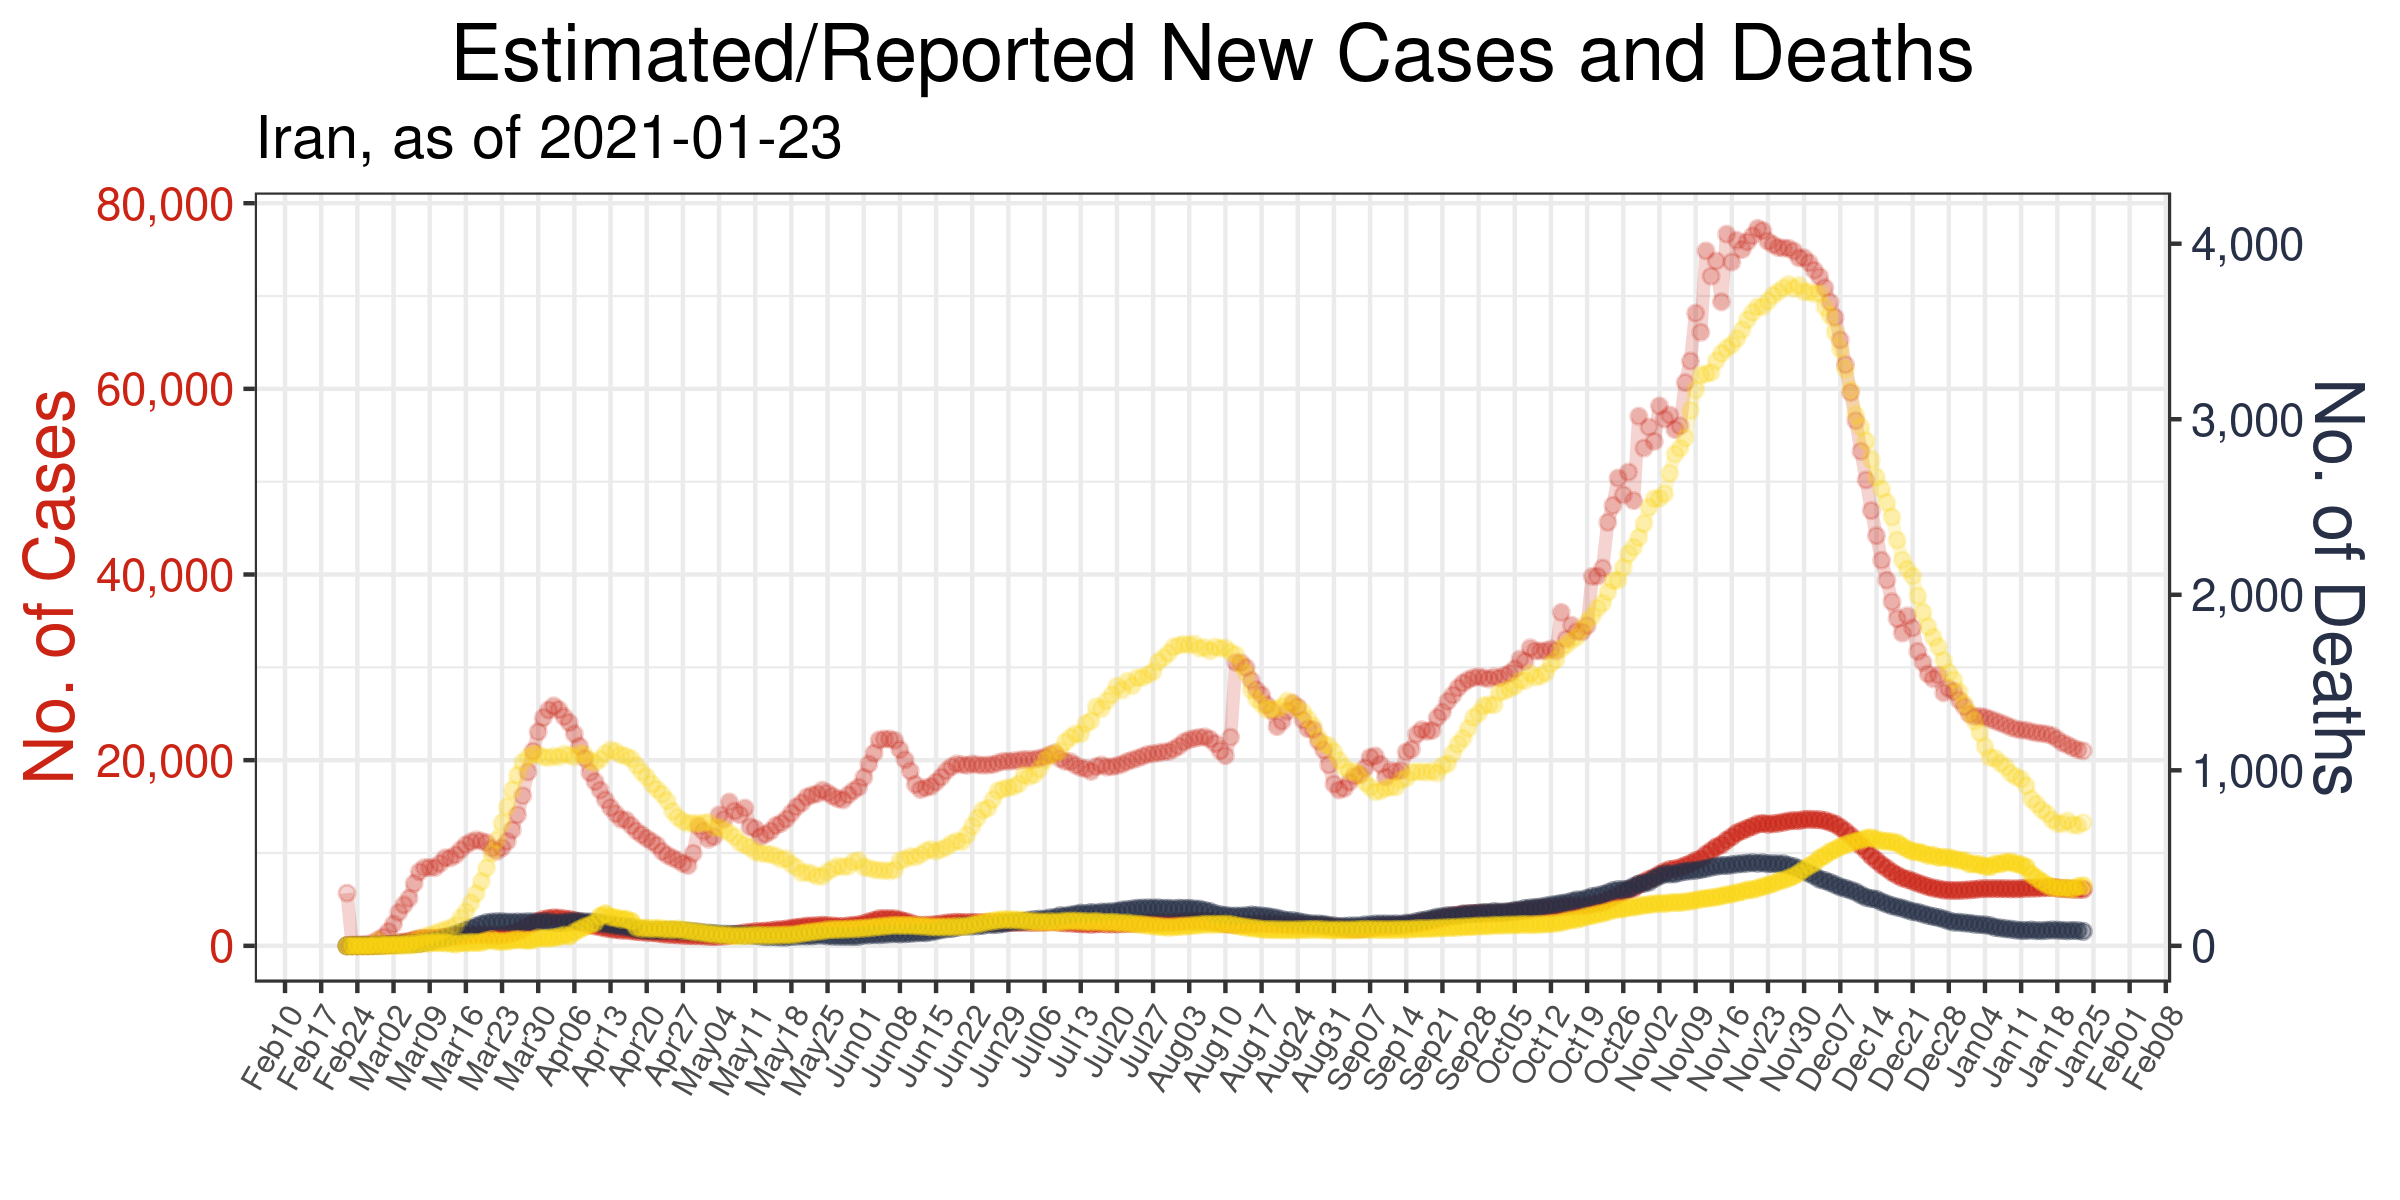 Estimated/Reported New Cases and Deaths
Iran, as of 2021-01-23
No. of Cases
80,000
60,000
40,000
20,000
0
4,000
3,000
2,000
1,000
0
No. of Deaths
Feb10
Feb17
Feb24
Mar02
Mar09
Mar16
Mar23
Mar30
Apr06
Apr13
Apr20
Apr27
May04
May11
May18
May25
Jun01
Jun08
Jun15
Jun22
Jun29
Jul06
Jul13
Jul20
Jul27
Aug03
Aug10
Aug17
Aug24
Aug31
Sep07
Sep14
Sep21
Sep28
Oct05
Oct12
Oct19
Oct26
Nov02
Nov09
Nov16
Nov23
Nov30
Dec07
Dec14
Dec21
Dec28
Jan04
Jan11
Jan18
Jan25
Feb01
Feb08